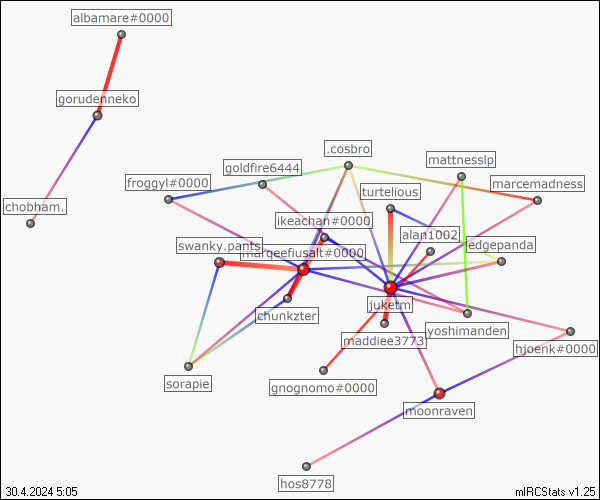 albamare#0000
gorudenneko
.cosbro
mattnesslp
goldfire6444
froggyl#0000
turtelious
marcemadness
chobham.
ikeachan#0000
alan1002
swanky.pants
marqeefiusalt#0000
edgepanda
juketm
chunkzter
yoshimanden
maddiee3773
hjoenk#0000
sorapie
gnognomo#0000
moonraven
hos8778
30.4.2024 5:05
mIRCStats v1.25